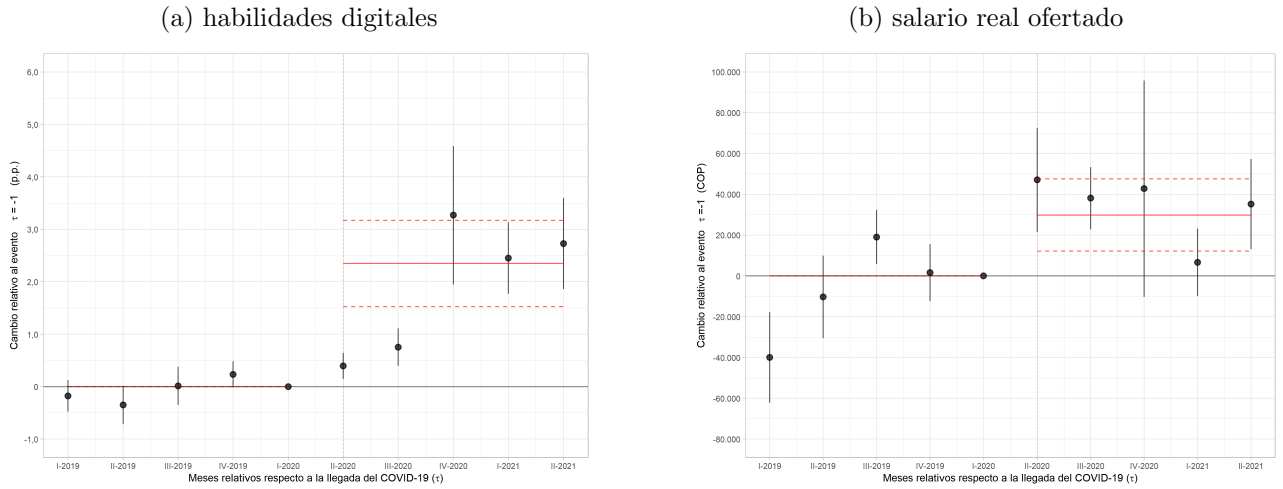 (a) habilidades digitales
6,0
5,0
4,0
3,0
2,0
1,0
0
-1,0
Cambio relativo al evento τ = -1 (p.p.)
I-2019 II-2019 III-2019 IV-2019 I-2020 II-2020 III-2020 IV-2020 I-2021 II-2021
Meses relativos respecto a la llegada del COVID-19 (τ)
(b) salario real ofertado
100.000
80.000
60.000
40.000
20.000
0
-20.000
-40.000
-60.000
-80.000
Cambio relativo al evento τ =-1 (COP)
I-2019 II-2019 III-2019 IV-2019 I-2020 II-2020 III-2020 IV-2020 I-2021 II-2021
Meses relativos respecto a la llegada del COVID-19 (τ)